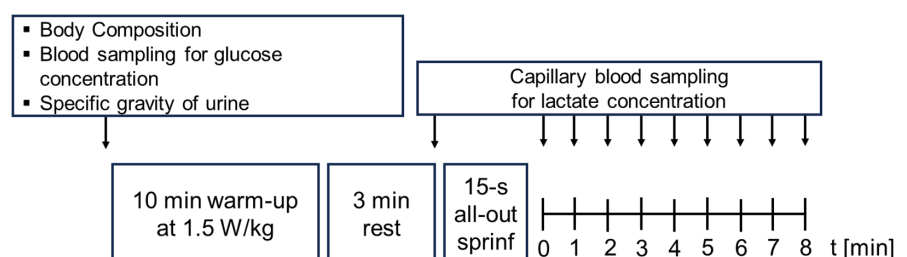 ▪ Body Composition
▪ Blood sampling for glucose
concentration
▪ Specific gravity of urine
Capillary blood sampling
for lactate concentration
10 min warm-up
at 1.5 W/kg
3 min
rest
15-s
all-out
sprinf
0 1 2 3 4 5 6 7 8 t [min]